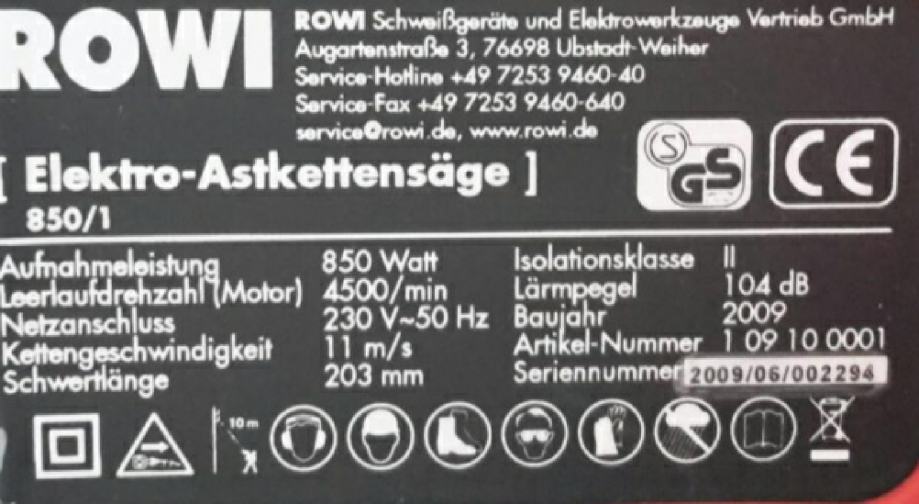 ROWI
ROWI Schweißgeräte und Elektrowerkzeuge Vertrieb GmbH
Augartenstraße 3, 76698 Ubstadt-Weiher
Service-Hotline +49 7253 9460-40
Service-Fax +49 7253 9460-640
service@rowi.de, www.rowi.de
[ Elektro-Astkettensäge ]
850/1
S GS CE
Aufnahmeleistung 850 Watt Isolationsklasse II
Leerlaufdrehzahl (Motor) 4500/min Lärmpegel 104 dB
Netzanschluss 230 V~50 Hz Baujahr 2009
Kettengeschwindigkeit 11 m/s Artikel-Nummer 1 09 10 0001
Schwertlänge 203 mm Seriennummer 2009/06/002294
10 m